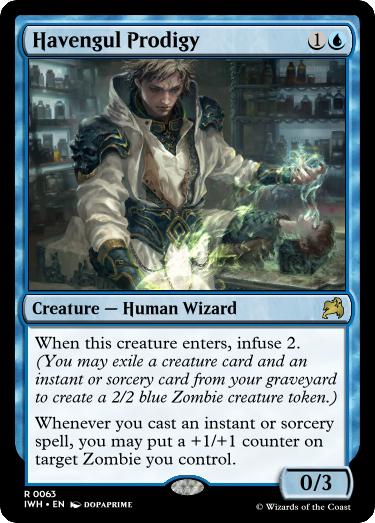 Havengul Prodigy 1
Creature — Human Wizard
When this creature enters, infuse 2.
(You may exile a creature card and an
instant or sorcery card from your graveyard
to create a 2/2 blue Zombie creature token.)
Whenever you cast an instant or sorcery
spell, you may put a +1/+1 counter on
target Zombie you control.
0/3
R 0063
IWH • EN DOPAPRIME
© Wizards of the Coast